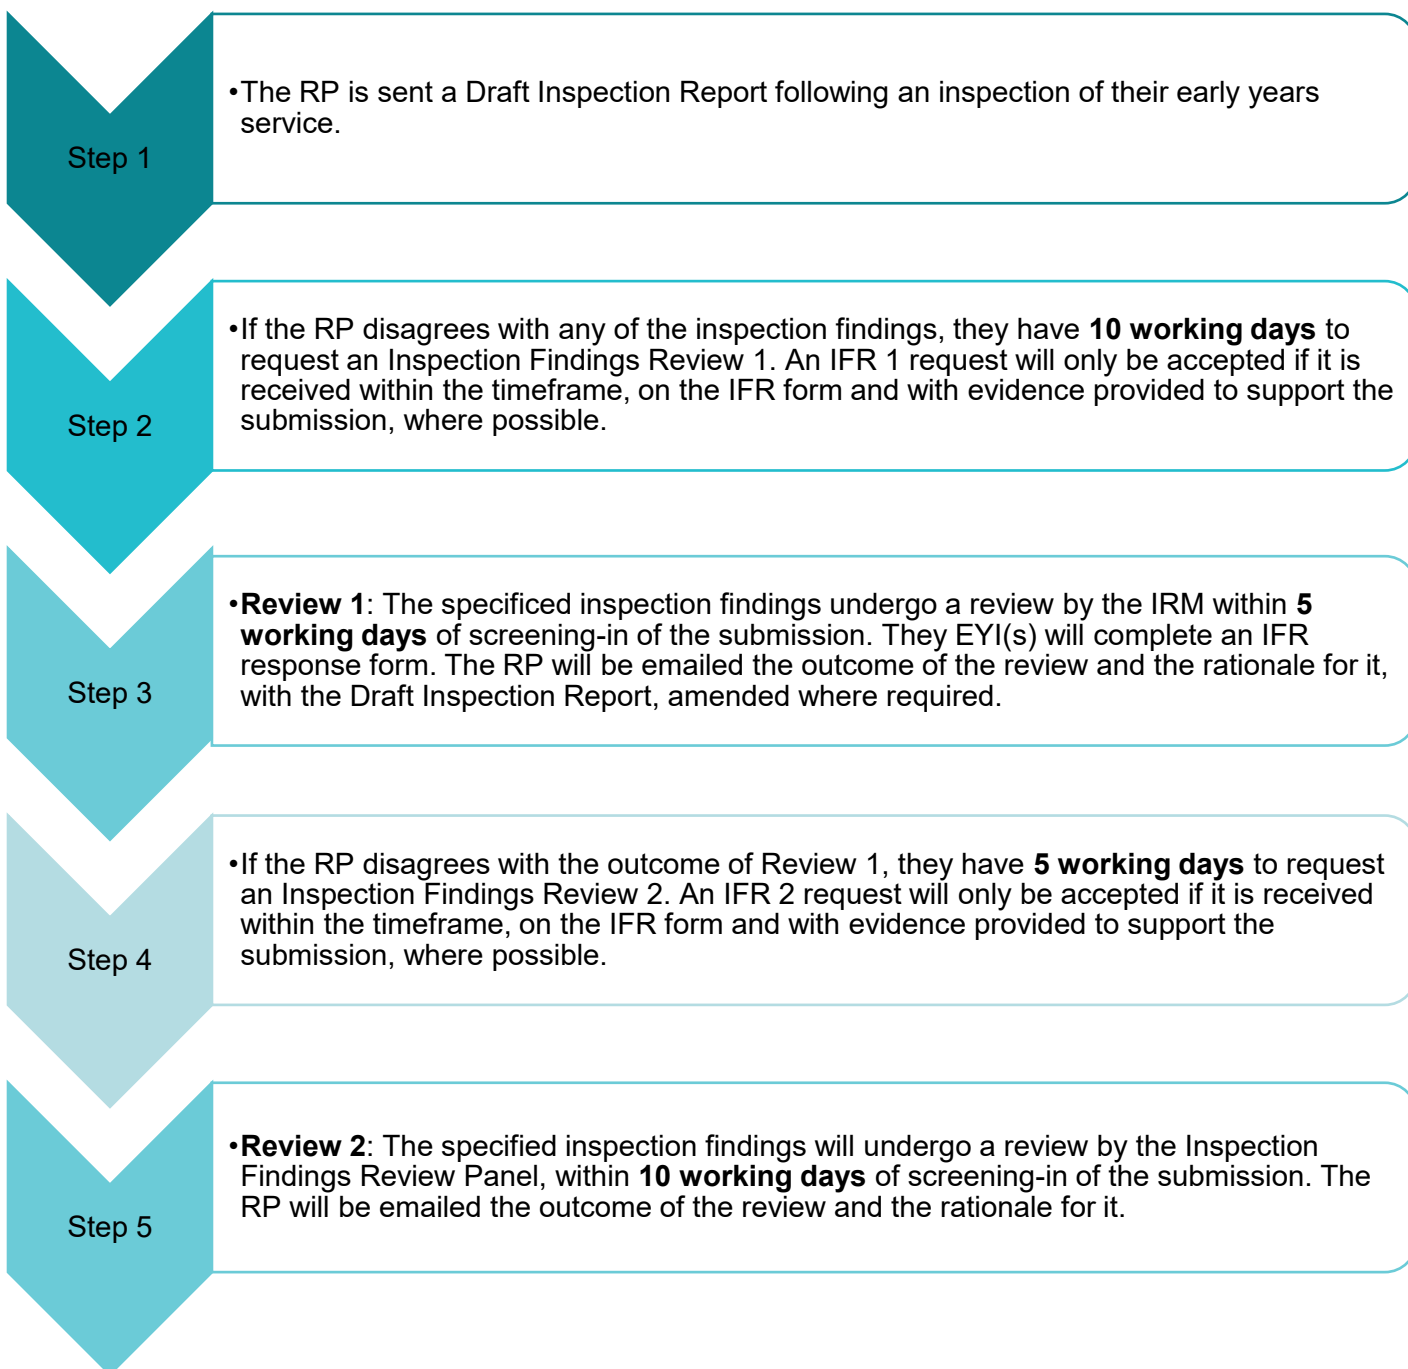 Step 1
•The RP is sent a Draft Inspection Report following an inspection of their early years
service.
Step 2
•If the RP disagrees with any of the inspection findings, they have 10 working days to
request an Inspection Findings Review 1. An IFR 1 request will only be accepted if it is
received within the timeframe, on the IFR form and with evidence provided to support the
submission, where possible.
Step 3
•Review 1: The specificed inspection findings undergo a review by the IRM within 5
working days of screening-in of the submission. They EYI(s) will complete an IFR
response form. The RP will be emailed the outcome of the review and the rationale for it,
with the Draft Inspection Report, amended where required.
Step 4
•If the RP disagrees with the outcome of Review 1, they have 5 working days to request
an Inspection Findings Review 2. An IFR 2 request will only be accepted if it is received
within the timeframe, on the IFR form and with evidence provided to support the
submission, where possible.
Step 5
•Review 2: The specified inspection findings will undergo a review by the Inspection
Findings Review Panel, within 10 working days of screening-in of the submission. The
RP will be emailed the outcome of the review and the rationale for it.